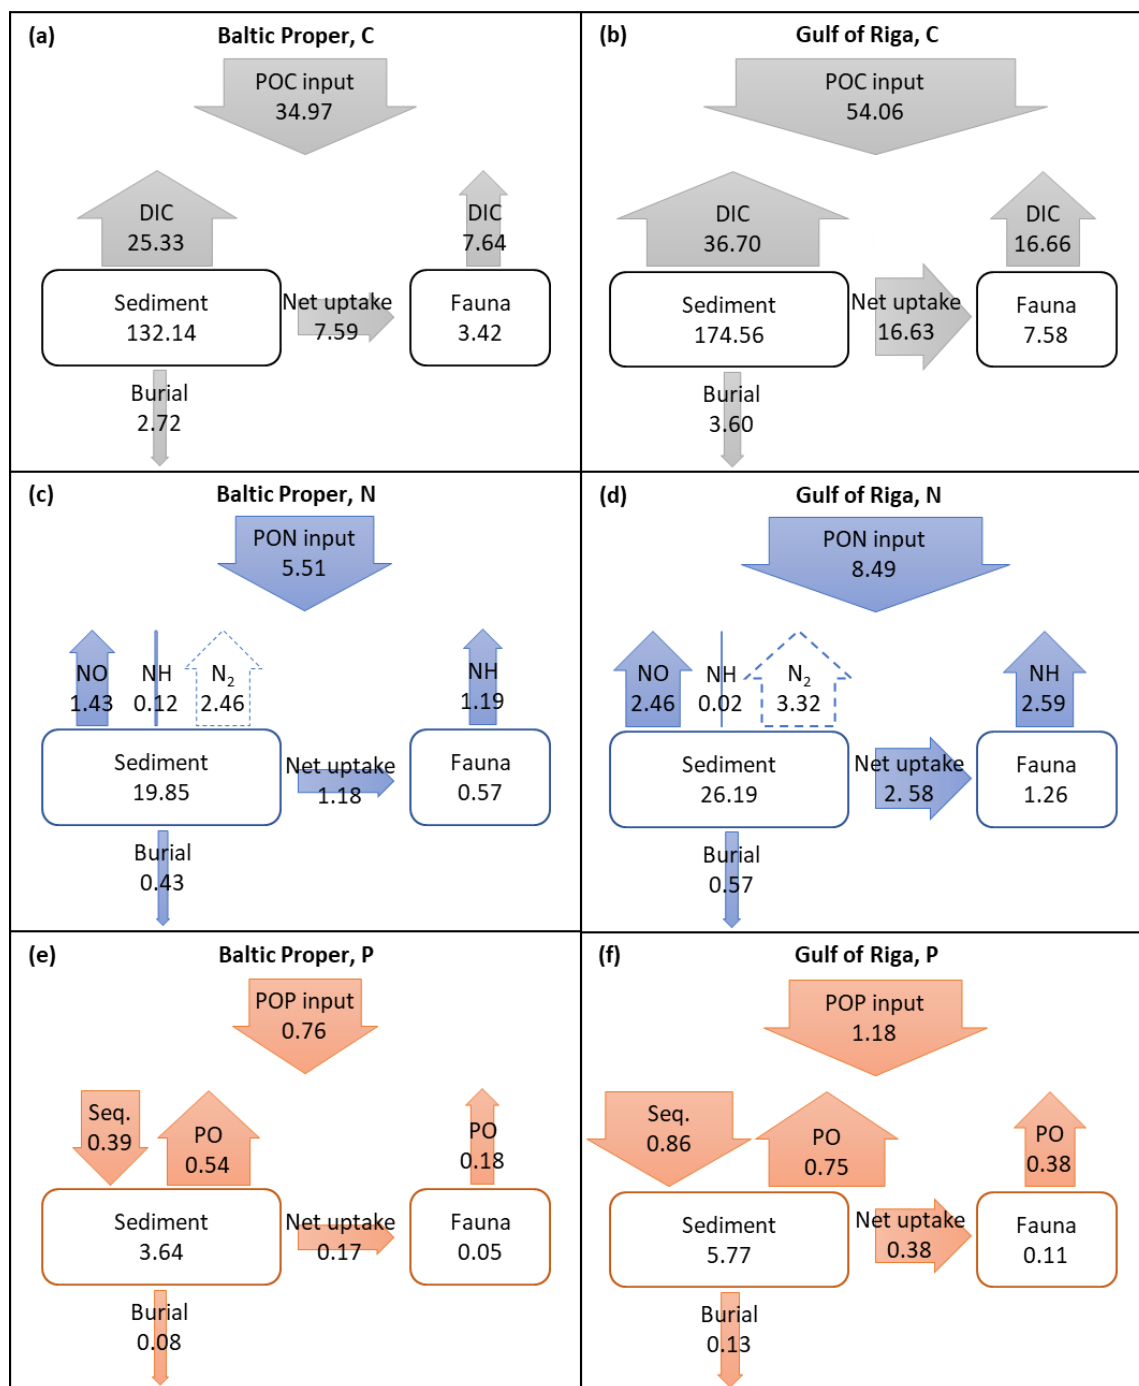 (a)
Baltic Proper, C
POC input
34.97
DIC
25.33
DIC
7.64
Sediment
132.14
Net uptake
7.59
Fauna
3.42
Burial
2.72
(b)
Gulf of Riga, C
POC input
54.06
DIC
36.70
DIC
16.66
Sediment
174.56
Net uptake
16.63
Fauna
7.58
Burial
3.60
(c)
Baltic Proper, N
PON input
5.51
NO
1.43
NH
0.12
N₂
2.46
NH
1.19
Sediment
19.85
Net uptake
1.18
Fauna
0.57
Burial
0.43
(d)
Gulf of Riga, N
PON input
8.49
NO
2.46
NH
0.02
N₂
3.32
NH
2.59
Sediment
26.19
Net uptake
2. 58
Fauna
1.26
Burial
0.57
(e)
Baltic Proper, P
POP input
0.76
Seq.
0.39
PO
0.54
PO
0.18
Sediment
3.64
Net uptake
0.17
Fauna
0.05
Burial
0.08
(f)
Gulf of Riga, P
POP input
1.18
Seq.
0.86
PO
0.75
PO
0.38
Sediment
5.77
Net uptake
0.38
Fauna
0.11
Burial
0.13